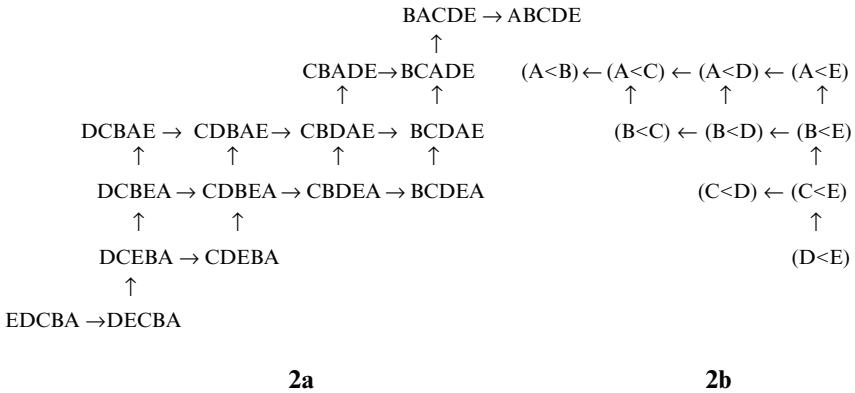 BACDE → ABCDE
↑
CBADE→BCADE (A<B) ← (A<C) ← (A<D) ← (A<E)
↑ ↑ ↑ ↑ ↑
DCBAE → CDBAE → CBDAE → BCDAE (B<C) ← (B<D) ← (B<E)
↑ ↑ ↑ ↑ ↑
DCBEA → CDBEA → CBDEA → BCDEA (C<D) ← (C<E)
↑ ↑ ↑
DCEBA → CDEBA (D<E)
↑
EDCBA →DECBA
2a 2b